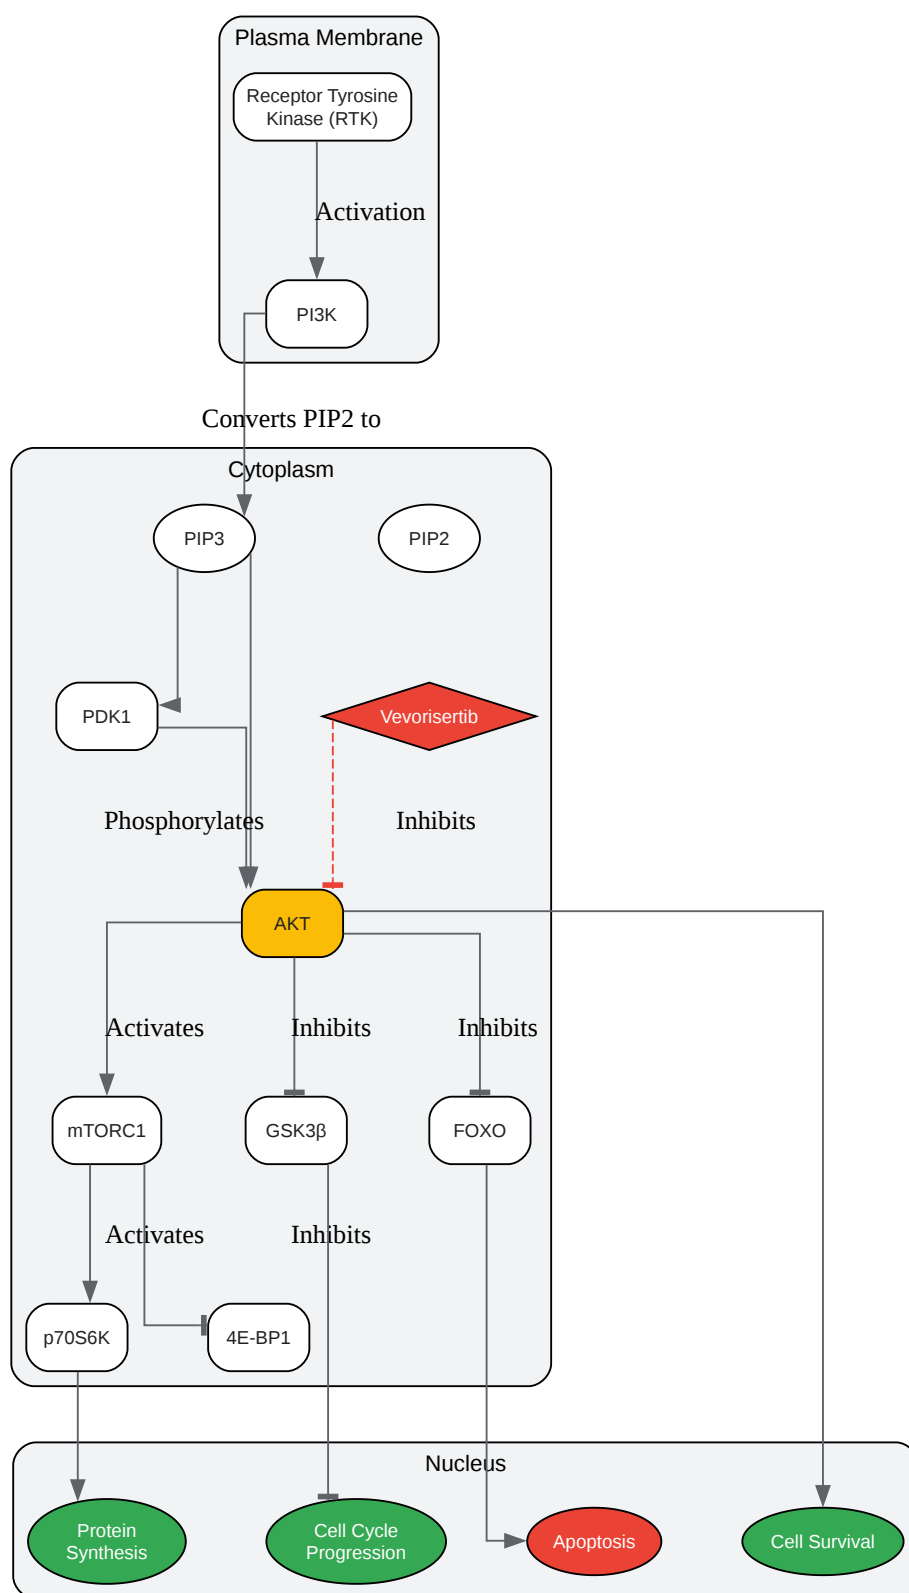 Plasma Membrane
Receptor Tyrosine
Kinase (RTK)
Activation
PI3K
Converts PIP2 to
Cytoplasm
PIP3
PIP2
PDK1
Vevorisertib
Phosphorylates
Inhibits
AKT
Activates
Inhibits
Inhibits
mTORC1
GSK3β
FOXO
Activates
Inhibits
p70S6K
4E-BP1
Nucleus
Protein
Synthesis
Cell Cycle
Progression
Apoptosis
Cell Survival